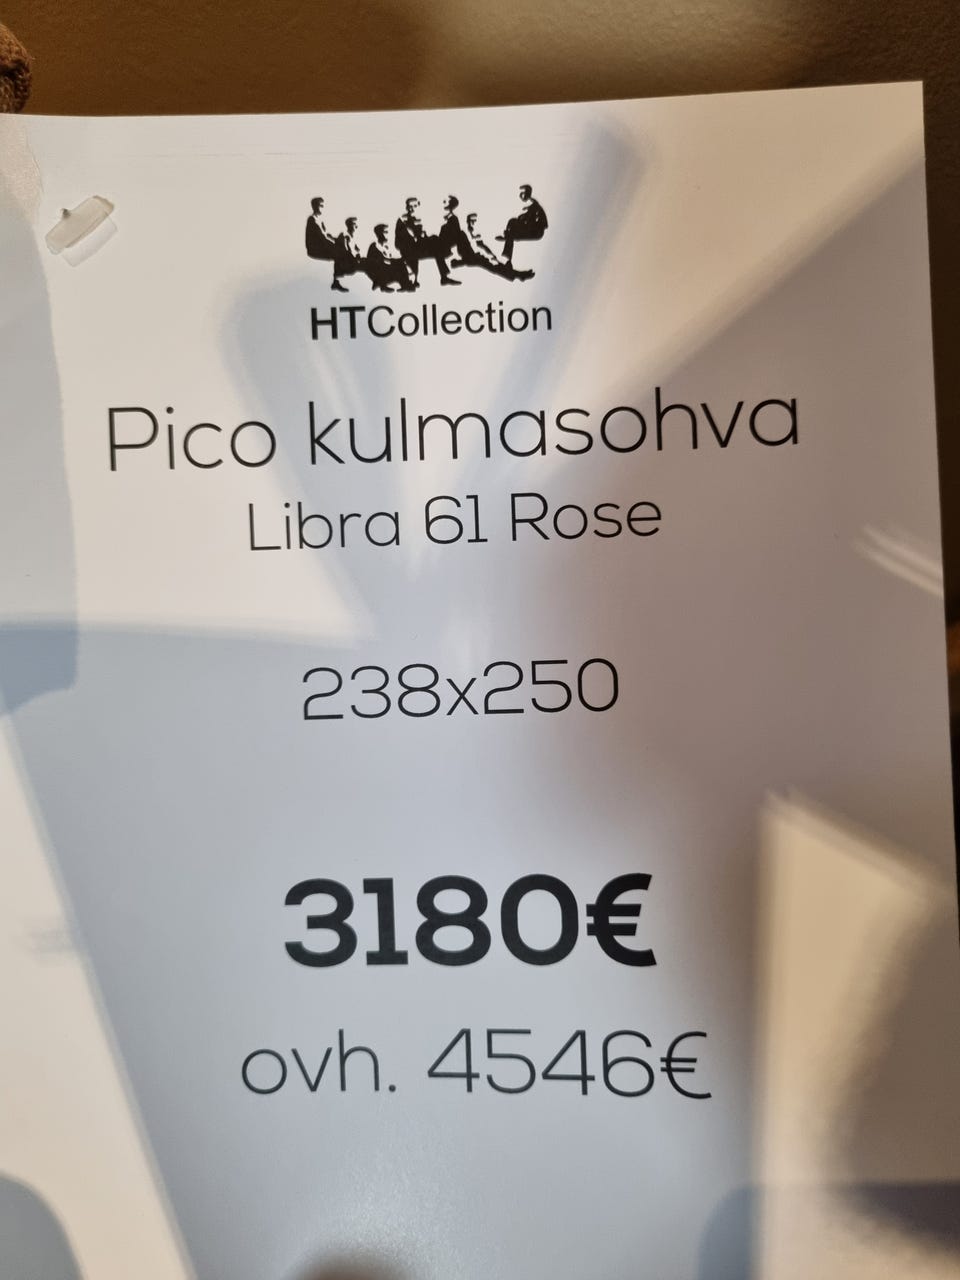 HTCollection
Pico kulmasohva
Libra 61 Rose
238x250
3180€
ovh. 4546€